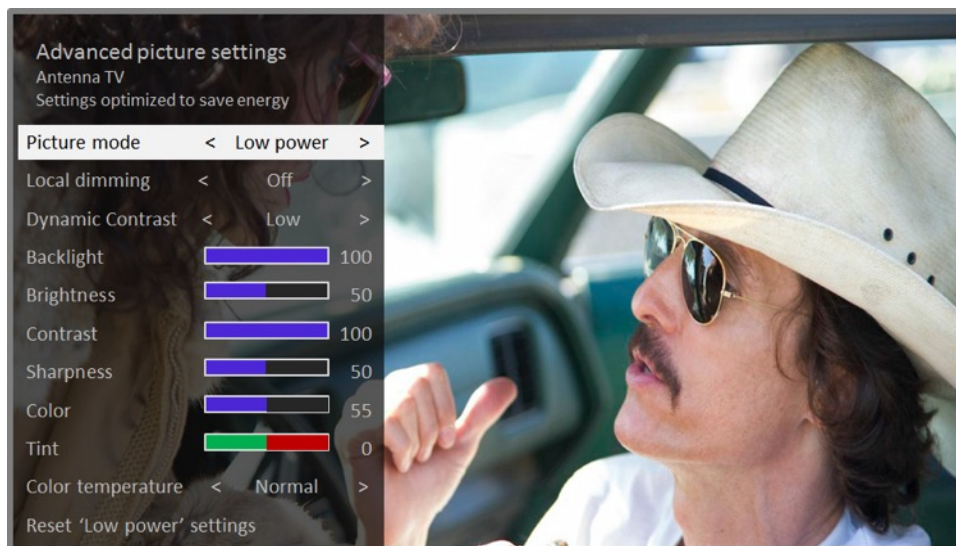 Advanced picture settings
Antenna TV
Settings optimized to save energy
Picture mode < Low power >
Local dimming < Off >
Dynamic Contrast < Low >
Backlight 100
Brightness 50
Contrast 100
Sharpness 50
Color 55
Tint 0
Color temperature < Normal >
Reset ‘Low power’ settings